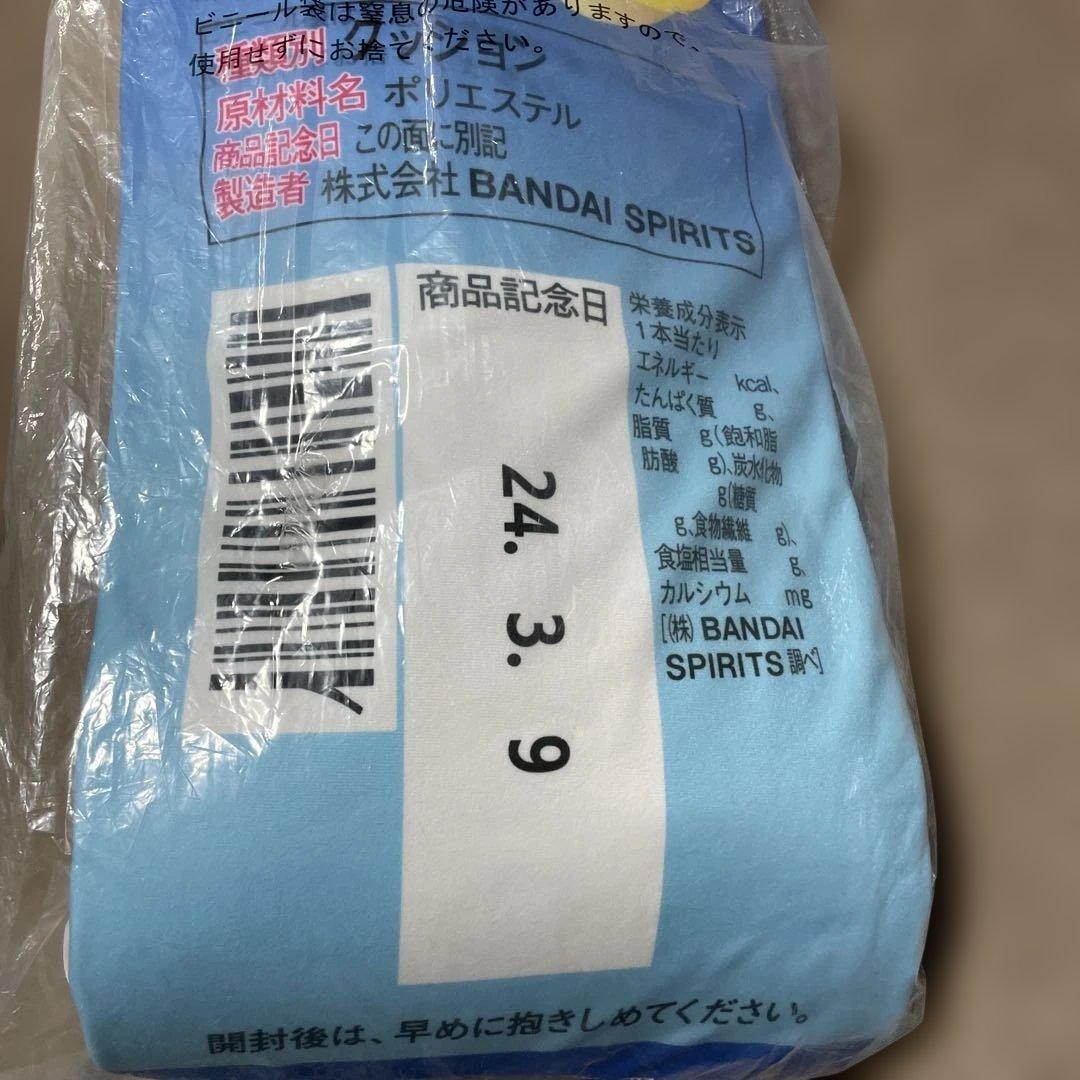 ビニール袋は窒息の危険がありますので、
使用せずにお捨てください。
種類別 クッション
原材料名 ポリエステル
商品記念日 この面に別記
製造者 株式会社 BANDAI SPIRITS
商品記念日
24. 3. 9
栄養成分表示
1本当たり
エネルギー kcal、
たんぱく質 g、
脂質 g(飽和脂
肪酸 g)、炭水化物
g(糖質
g、食物繊維 g)、
食塩相当量 g、
カルシウム mg
[(株) BANDAI
SPIRITS 調べ]
開封後は、早めに抱きしめてください。